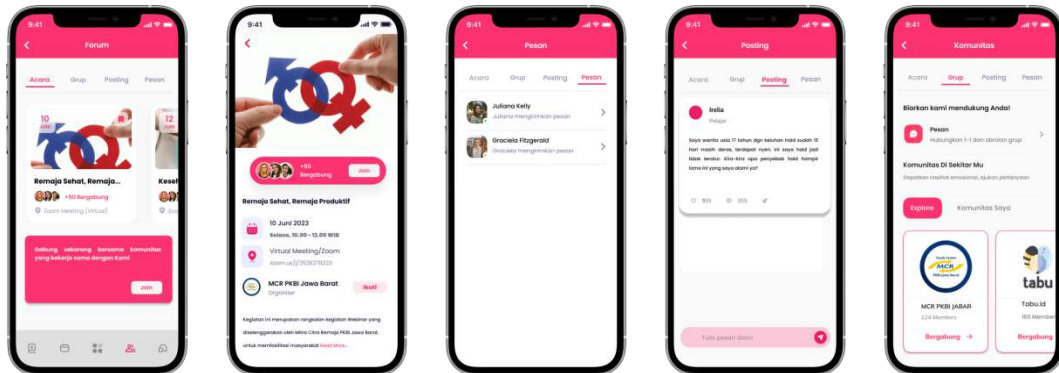 9:41
Forum
Acara Grup Posting Pesan
10
JUNI
12
JUNI
Remaja Sehat, Remaja...
Keseh
+50 Bergabung
Zoom Meeting (Virtual)
Zoo
Gabung sekarang bersama komunitas
yang bekerja sama dengan Kami
Join
9:41
+50
Bergabung
Join
Remaja Sehat, Remaja Produktif
10 Juni 2023
Selasa, 10.00 - 12.00 WIB
Virtual Meeting/Zoom
MCR PKBI Jawa Barat
Organizer
Ikuti
Kegiatan ini merupakan rangkaian kegiatan Webinar yang
diselenggarakan oleh Mitra Citra Remaja PKBI Jawa Barat,
untuk memfasilitasi masyarakat Read More...
9:41
Pesan
Acara Grup Posting Pesan
Juliana Kelly
Juliana mengirimkan pesan
Graciela Fitzgerald
Graciela mengirimkan pesan
9:41
Posting
Acara Grup Posting Pesan
Irelia
Pelajar
Saya wanita usia 17 tahun dgn keluhan haid sudah 15
hari masih deras, terdapat nyeri. ini saya haid jadi
tidak teratur. Kira-kira apa penyebab haid hampir
lama ini yang saya alami ya?
355
Tulis pesan disini
9:41
Komunitas
Acara Grup Posting Pesan
Biarkan kami mendukung Anda!
Pesan
Hubungkan 1-1 dan obrolan grup
Komunitas Di Sekitar Mu
Dapatkan nasihat emosional, ajukan pertanyaan
Explore
Komunitas Saya
MCR
MCR PKBI JABAR
Members
Bergabung
tabu
Tabu.id
Member
Bergabung